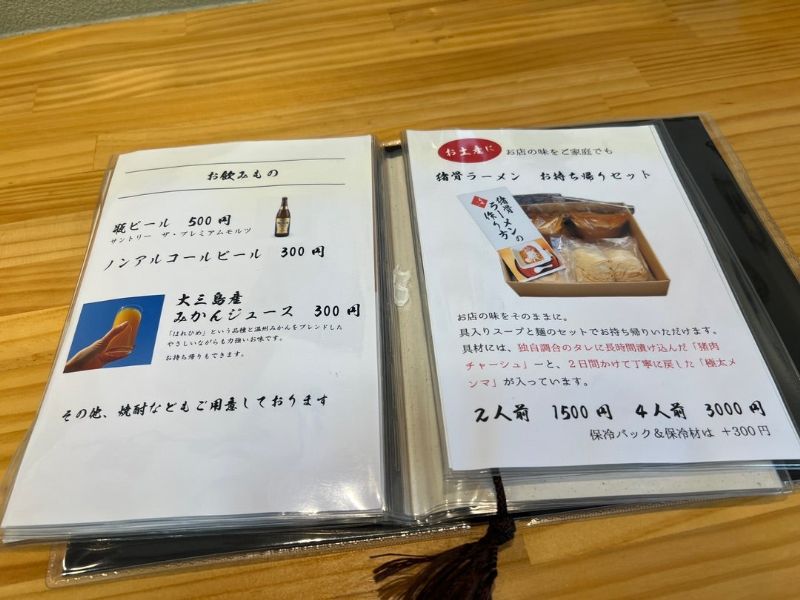 お飲みもの
瓶ビール 500円
サントリー ザ・プレミアムモルツ
ノンアルコールビール 300円
大三島産
みかんジュース 300円
「はれひめ」という品種と温州みかんをブレンドした
やさしいながらも力強いお味です。
お持ち帰りもできます。
その他、焼酎などもご用意しております
お土産に お店の味をご家庭でも
猪骨ラーメン お持ち帰りセット
猪骨
ラーメンの
作り方
お店の味をそのままに。
具入りスープと麺のセットでお持ち帰りいただけます。
具材には、独自調合のタレに長時間漬け込んだ「猪肉
チャーシュ」ーと、2日間かけて丁寧に戻した「極太メ
ンマ」が入っています。
2人前 1500円 4人前 3000円
保冷パック&保冷材は +300円